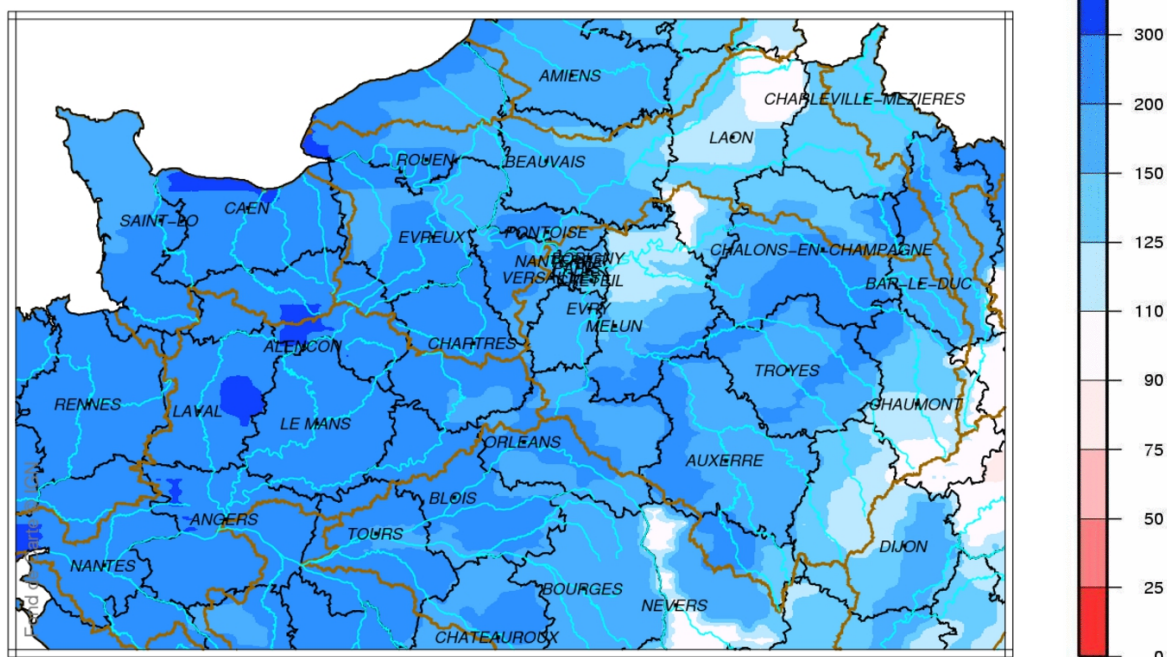 300
AMIENS
CHARLEVILLE-MEZIERES
200
LAON
ROUEN
BEAUVAIS
150
SAINT-LO
CAEN
EVREUX
PONTOISE
CHALONS-EN-CHAMPAGNE
125
BAR-LE-DUC
110
EVRY
MELUN
ALENCON
CHARTRES
TROYES
90
RENNES
LAVAL
LE MANS
CHAUMONT
ORLEANS
75
AUXERRE
BLOIS
ANGERS
TOURS
50
NANTES
DIJON
BOURGES
NEVERS
25
CHATEAUROUX
0